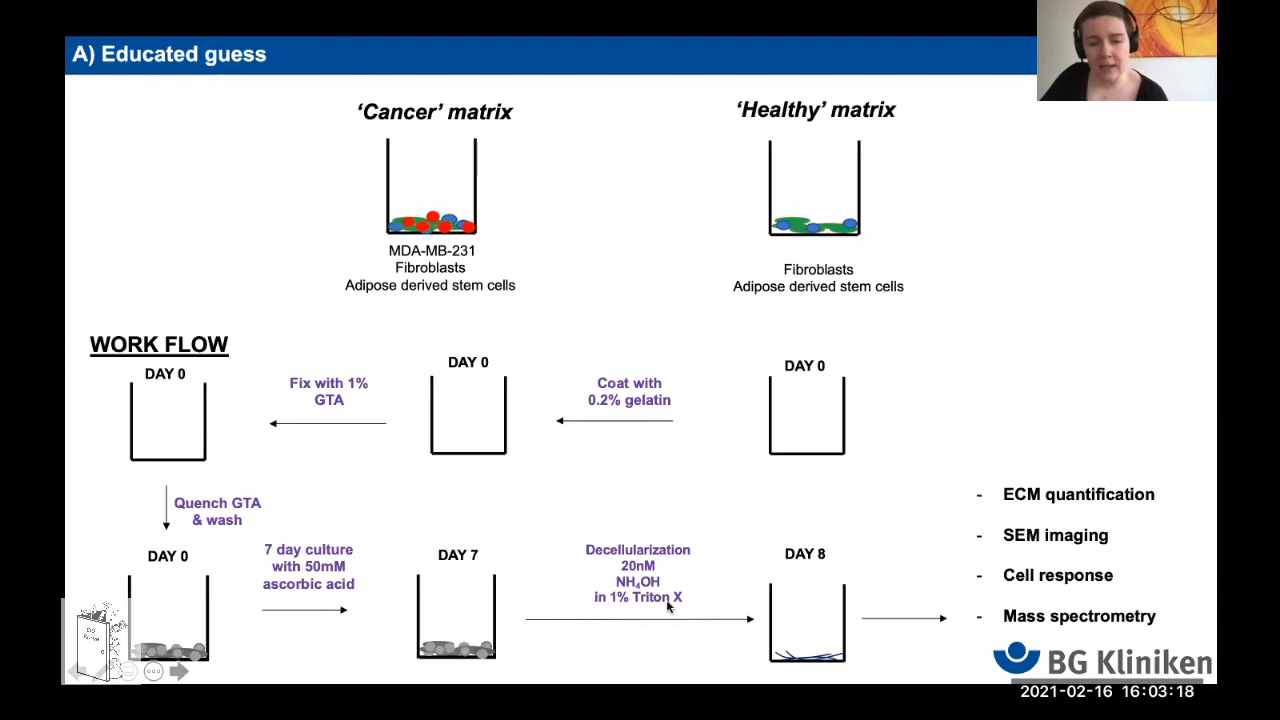 A) Educated guess
‘Cancer’ matrix
‘Healthy’ matrix
MDA-MB-231
Fibroblasts
Adipose derived stem cells
Fibroblasts
Adipose derived stem cells
WORK FLOW
DAY 0
Fix with 1%
GTA
DAY 0
Coat with
0.2% gelatin
DAY 0
Quench GTA
& wash
DAY 0
7 day culture
with 50mM
ascorbic acid
DAY 7
Decellularization
20nM
NH₄OH
in 1% Triton X
DAY 8
- ECM quantification
- SEM imaging
- Cell response
- Mass spectrometry
BG Kliniken
2021-02-16 16:03:18